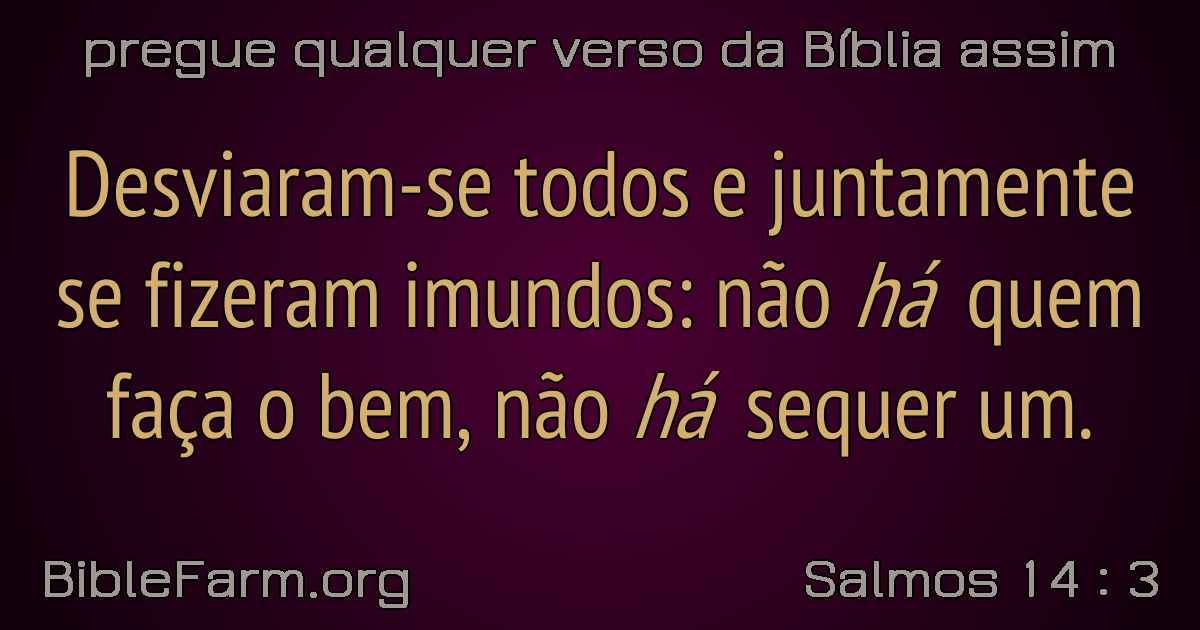 pregue qualquer verso da Bíblia assim
Desviaram-se todos e juntamente
se fizeram imundos: não há quem
faça o bem, não há sequer um.
BibleFarm.org
Salmos 14 : 3